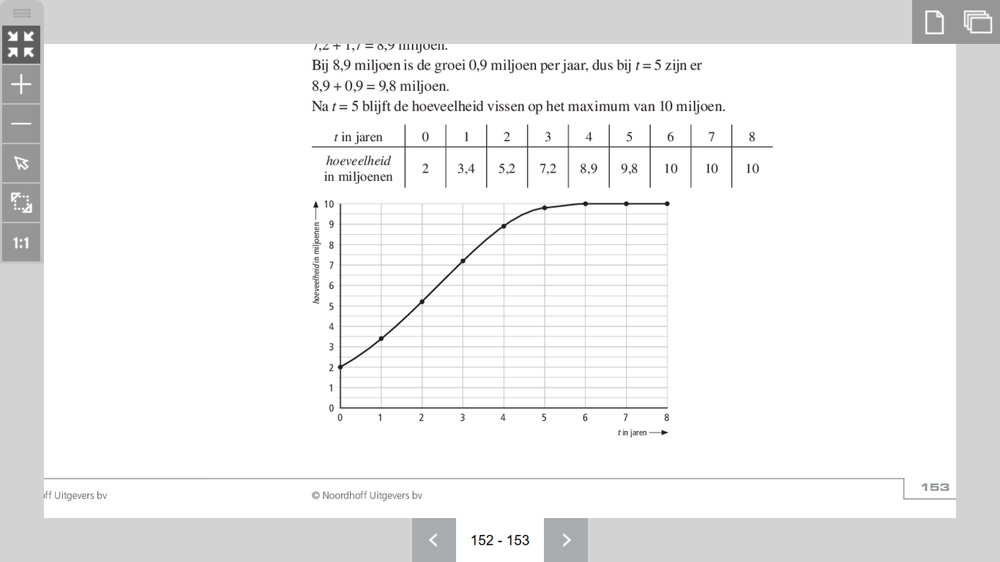 7,2 + 1,7 = 8,9 miljoen.
Bij 8,9 miljoen is de groei 0,9 miljoen per jaar, dus bij t = 5 zijn er
8,9 + 0,9 = 9,8 miljoen.
Na t = 5 blijft de hoeveelheid vissen op het maximum van 10 miljoen.
t in jaren 0 1 2 3 4 5 6 7 8
hoeveelheid
in miljoenen 2 3,4 5,2 7,2 8,9 9,8 10 10 10
hoeveelheid in miljoenen
10
9
8
7
6
5
4
3
2
1
0
0 1 2 3 4 5 6 7 8
t in jaren
153
ff Uitgevers bv © Noordhoff Uitgevers bv
1:1
152 - 153